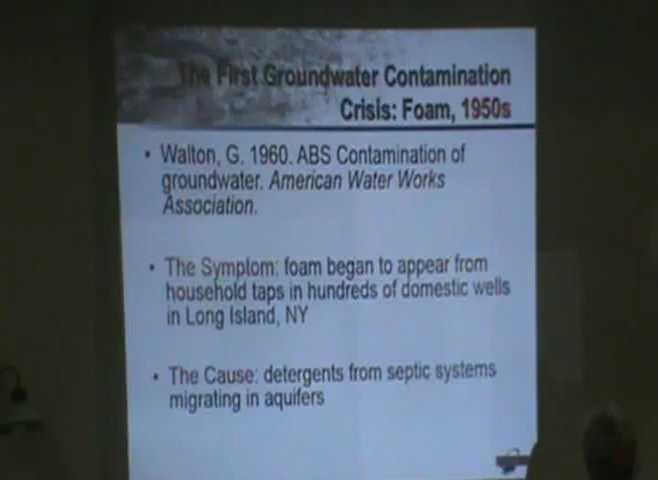 The First Groundwater Contamination
Crisis: Foam, 1950s
• Walton, G. 1960. ABS Contamination of
groundwater. American Water Works
Association.
• The Symptom: foam began to appear from
household taps in hundreds of domestic wells
in Long Island, NY
• The Cause: detergents from septic systems
migrating in aquifers